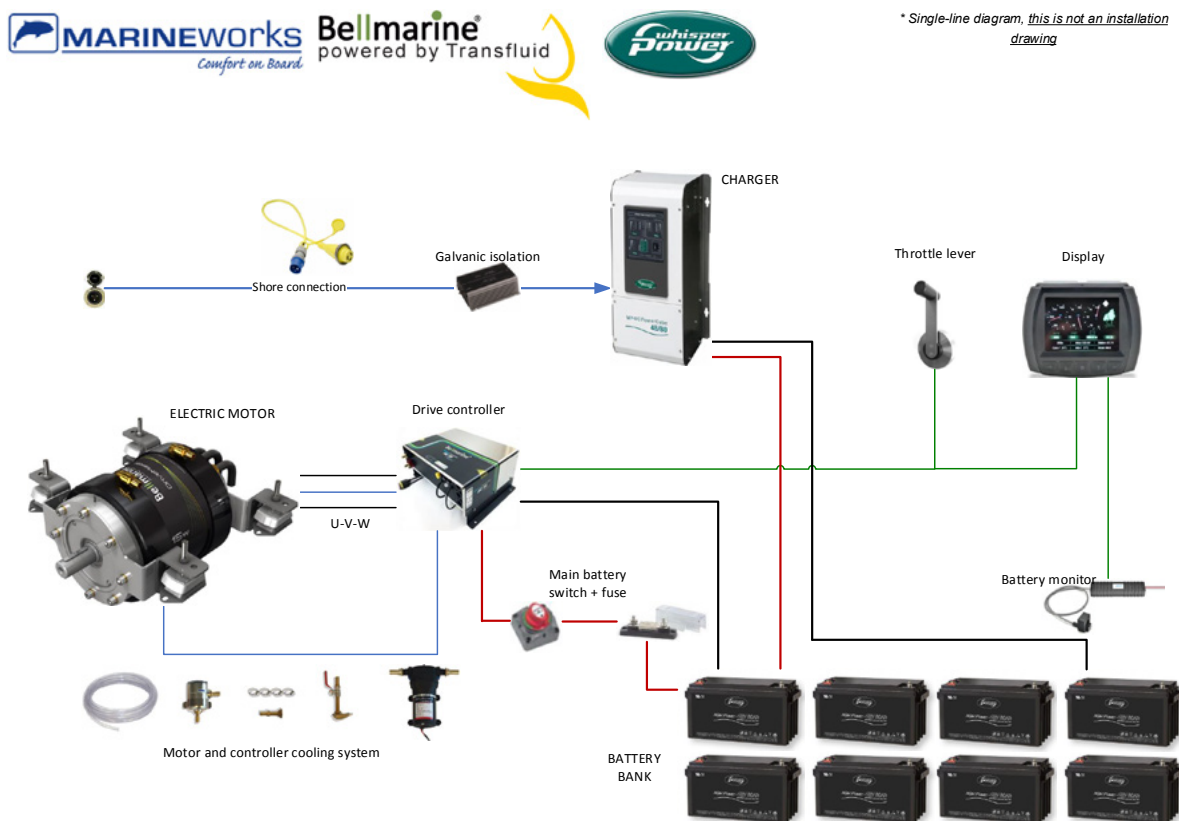 MARINEWORKS
Comfort on Board
Bellmarine®
powered by Transfluid
whisper
Power
* Single-line diagram, this is not an installation
drawing
CHARGER
Galvanic isolation
Shore connection
Throttle lever
Display
ELECTRIC MOTOR
Drive controller
Bellmarine
U-V-W
Main battery
switch + fuse
Battery monitor
Motor and controller cooling system
BATTERY
BANK